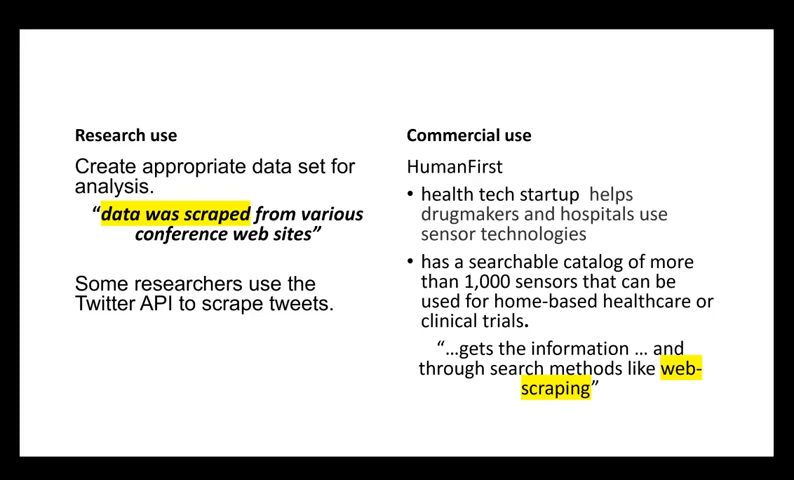 Research use
Create appropriate data set for
analysis.
“data was scraped from various
conference web sites”
Some researchers use the
Twitter API to scrape tweets.
Commercial use
HumanFirst
• health tech startup  helps
drugmakers and hospitals use
sensor technologies
• has a searchable catalog of more
than 1,000 sensors that can be
used for home-based healthcare or
clinical trials.
“…gets the information … and
through search methods like web-
scraping”